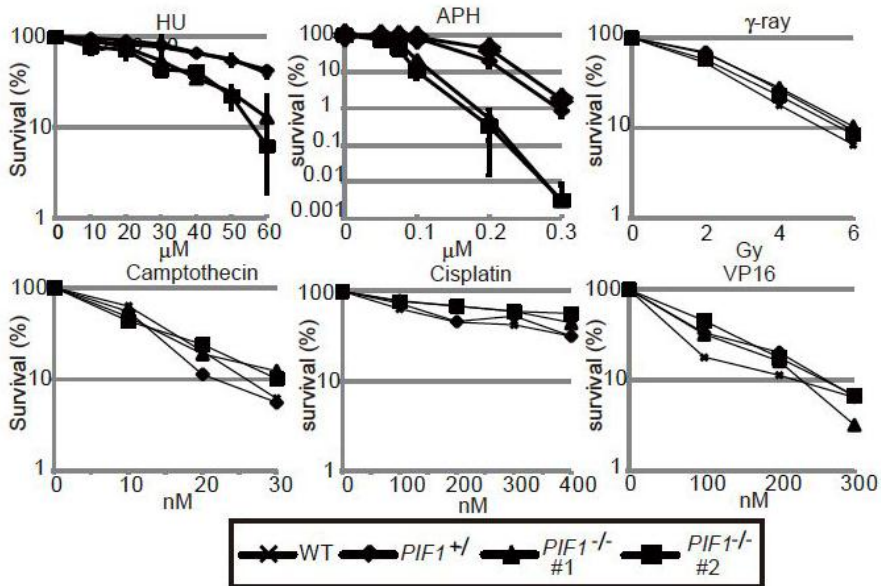 HU
Survival (%)
100
10
1
0 10 20 30 40 50 60
μM
APH
survival (%)
100
10
1
0.1
0.01
0.001
0 0.1 0.2 0.3
μM
γ-ray
survival (%)
100
10
1
0 2 4 6
Gy
Camptothecin
Survival (%)
100
10
1
0 10 20 30
nM
Cisplatin
survival (%)
100
10
1
0 100 200 300 400
nM
VP16
survival (%)
100
10
1
0 100 200 300
nM
WT
PIF1+/
PIF1-/- #1
PIF1-/- #2